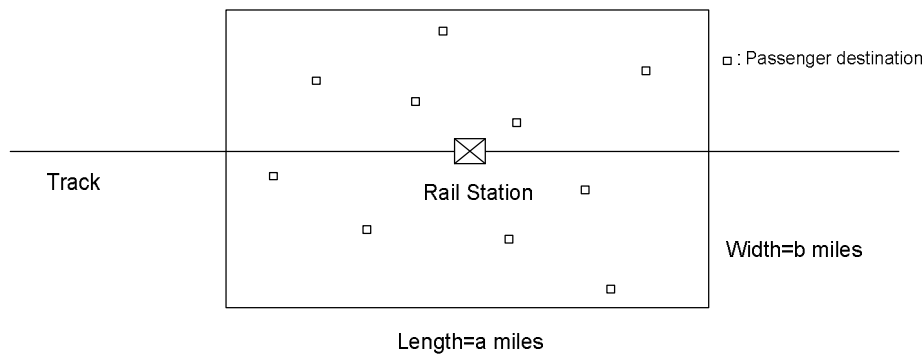 : Passenger destination
Track
Rail Station
Width=b miles
Length=a miles